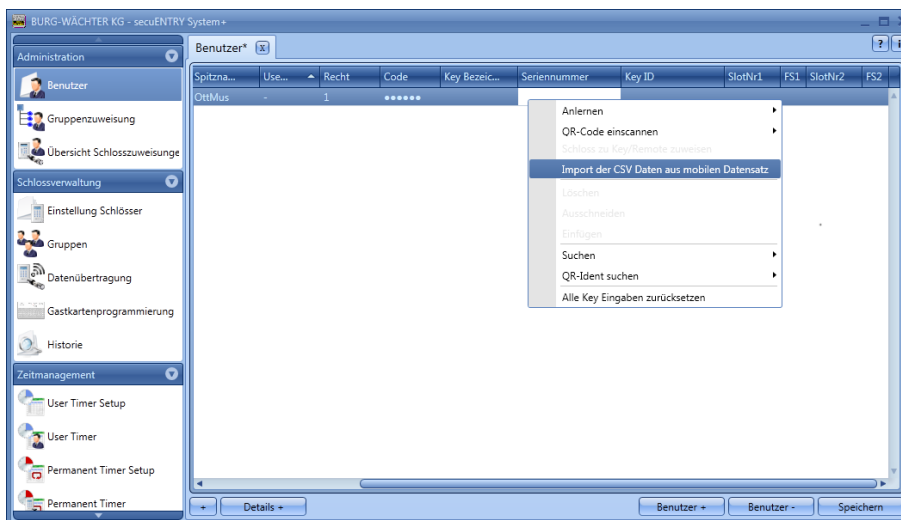 BURG-WÄCHTER KG - secuENTRY System+
Administration
Benutzer
Gruppenzuweisung
Übersicht Schlosszuweisunge
Schlossverwaltung
Einstellung Schlösser
Gruppen
Datenübertragung
Gastkartenprogrammierung
Historie
Zeitmanagement
User Timer Setup
User Timer
Permanent Timer Setup
Permanent Timer
Benutzer* x
? i
Spitzna... Use... Recht Code Key Bezeic... Seriennummer Key ID SlotNr1 FS1 SlotNr2 FS2
OttMus - 1 ●●●●●●
Anlernen
QR-Code einscannen
Schloss zu Key/Remote zuweisen
Import der CSV Daten aus mobilen Datensatz
Löschen
Ausschneiden
Einfügen
Suchen
QR-Ident suchen
Alle Key Eingaben zurücksetzen
+ Details + Benutzer + Benutzer - Speichern